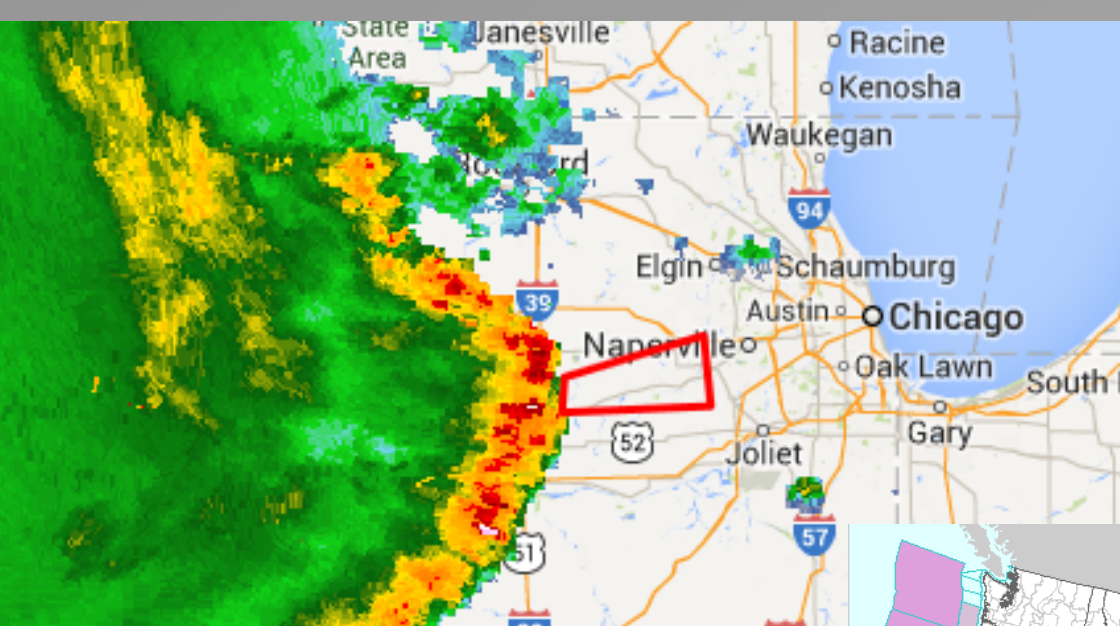 State
Area
Janesville
Racine
Kenosha
Waukegan
94
Elgin
Schaumburg
39
Austin
Chicago
Naperville
Oak Lawn
South
52
Joliet
Gary
57
51